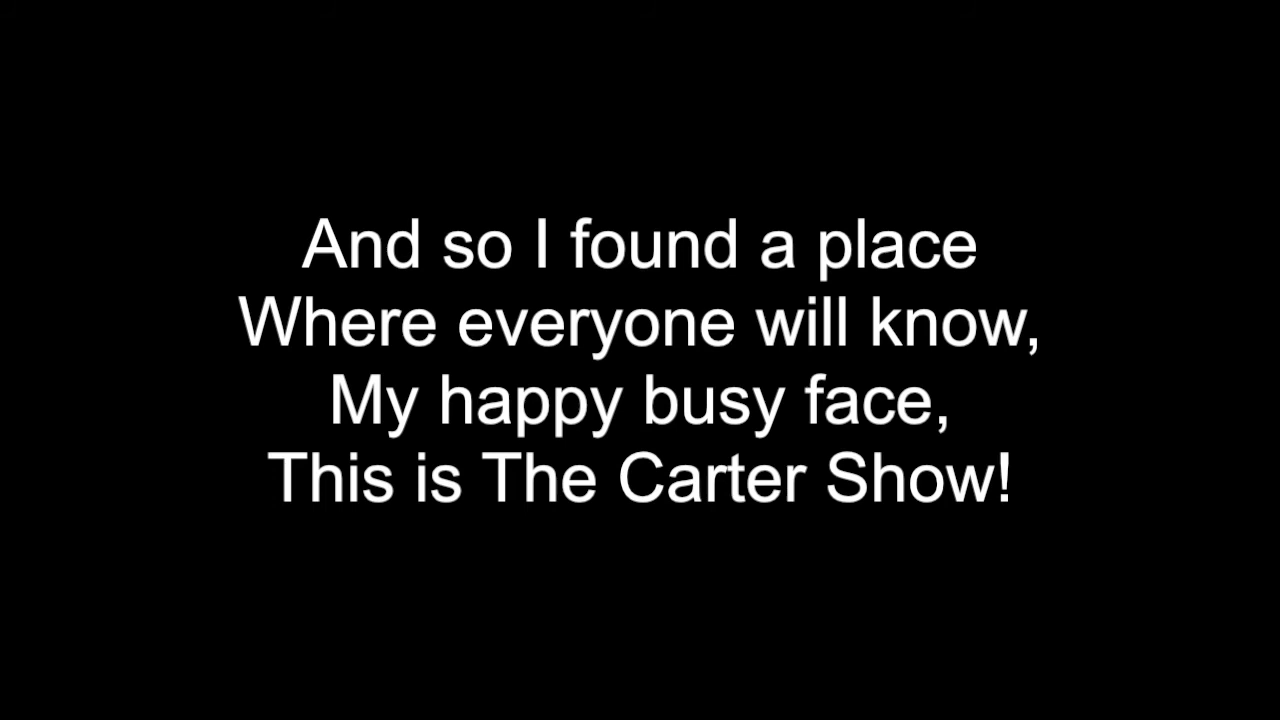 And so I found a place
Where everyone will know,
My happy busy face,
This is The Carter Show!